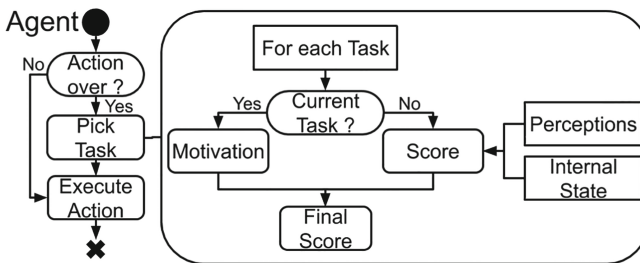 Agent
No
Action
over ?
Yes
Pick
Task
Execute
Action
For each Task
Yes
Current
Task ?
No
Motivation
Score
Perceptions
Internal
State
Final
Score